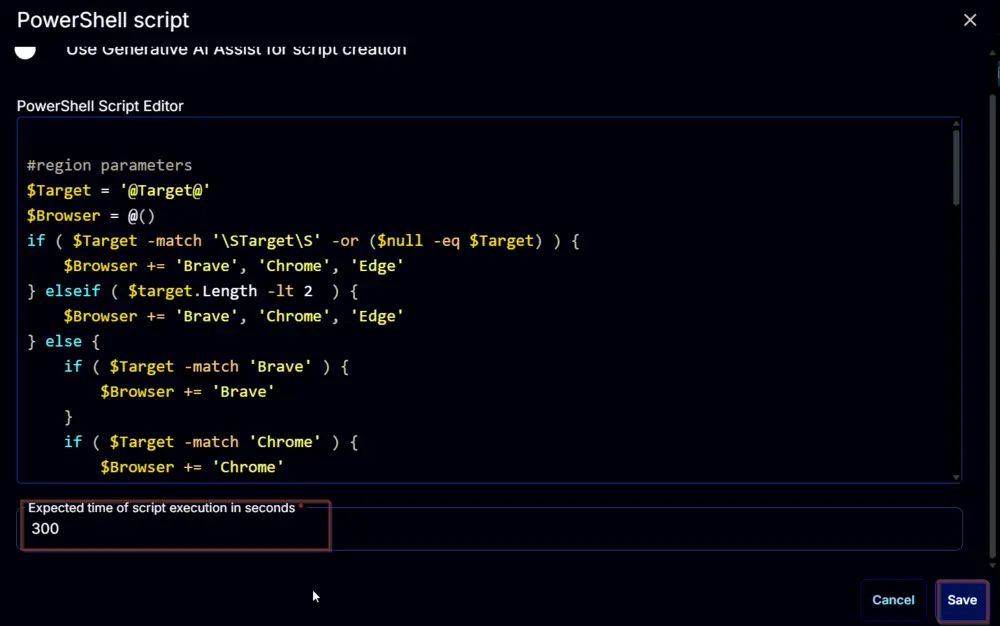 PowerShell script
Use Generative AI Assist for script creation
PowerShell Script Editor
#region parameters
$Target = '@Target@'
$Browser = @()
if ( $Target -match '\STarget\S' -or ($null -eq $Target) ) {
    $Browser += 'Brave', 'Chrome', 'Edge'
} elseif ( $target.Length -lt 2  ) {
    $Browser += 'Brave', 'Chrome', 'Edge'
} else {
    if ( $Target -match 'Brave' ) {
        $Browser += 'Brave'
    }
    if ( $Target -match 'Chrome' ) {
        $Browser += 'Chrome'
Expected time of script execution in seconds *
300
Cancel
Save